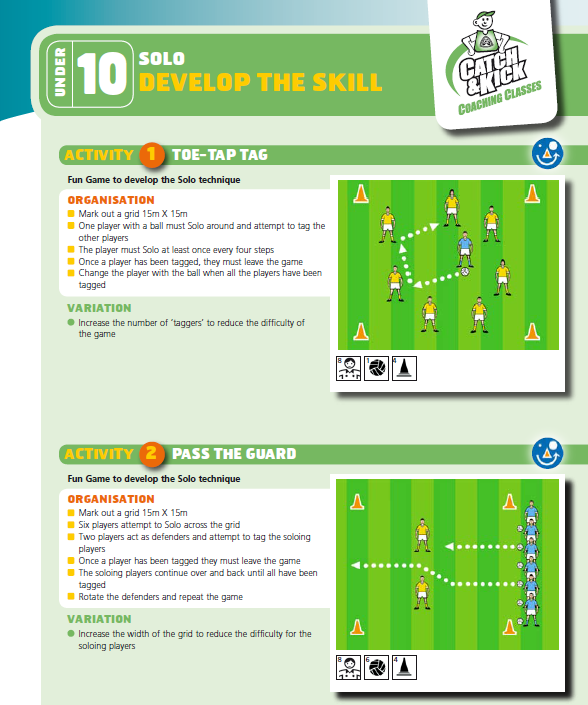 UNDER 10
SOLO
DEVELOP THE SKILL
CATCH
&KICK
COACHING CLASSES
ACTIVITY 1 TOE-TAP TAG
Fun Game to develop the Solo technique
ORGANISATION
Mark out a grid 15m X 15m
One player with a ball must Solo around and attempt to tag the
other players
The player must Solo at least once every four steps
Once a player has been tagged, they must leave the game
Change the player with the ball when all the players have been
tagged
VARIATION
Increase the number of ‘taggers’ to reduce the difficulty of
the game
8 1 4
ACTIVITY 2 PASS THE GUARD
Fun Game to develop the Solo technique
ORGANISATION
Mark out a grid 15m X 15m
Six players attempt to Solo across the grid
Two players act as defenders and attempt to tag the soloing
players
Once a player has been tagged they must leave the game
The soloing players continue over and back until all have been
tagged
Rotate the defenders and repeat the game
VARIATION
Increase the width of the grid to reduce the difficulty for the
soloing players
8 6 4